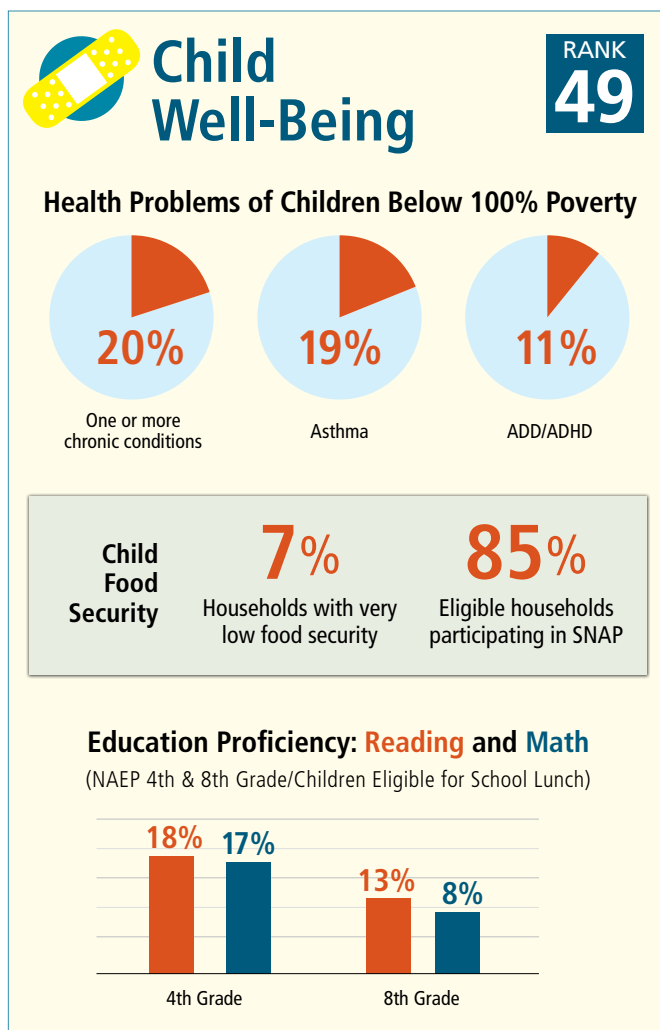 Child
Well-Being
RANK
49
Health Problems of Children Below 100% Poverty
20%
19%
11%
One or more
chronic conditions
Asthma
ADD/ADHD
Child
Food
Security
7%
Households with very
low food security
85%
Eligible households
participating in SNAP
Education Proficiency: Reading and Math
(NAEP 4th & 8th Grade/Children Eligible for School Lunch)
18%
17%
13%
8%
4th Grade
8th Grade